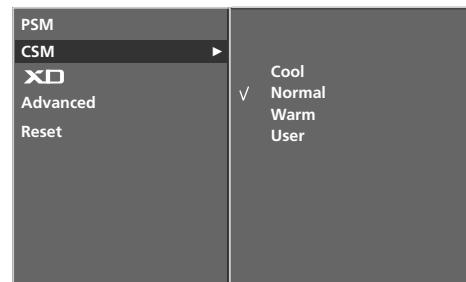 PSM
CSM ►
XD
Advanced
Reset
Cool
√ Normal
Warm
User